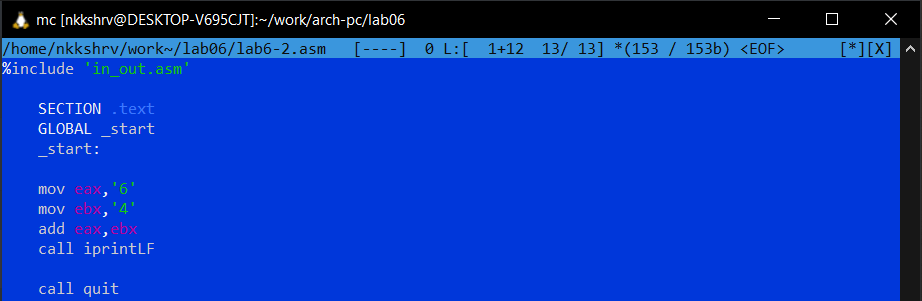 mc [nkkshrv@DESKTOP-V695CJT]:~/work/arch-pc/lab06
/home/nkkshrv/work~/lab06/lab6-2.asm   [----]  0 L:[  1+12  13/ 13] *(153 / 153b) <EOF>       [*][X]
%include 'in_out.asm'

    SECTION .text
    GLOBAL _start
    _start:

    mov eax,'6'
    mov ebx,'4'
    add eax,ebx
    call iprintLF

    call quit